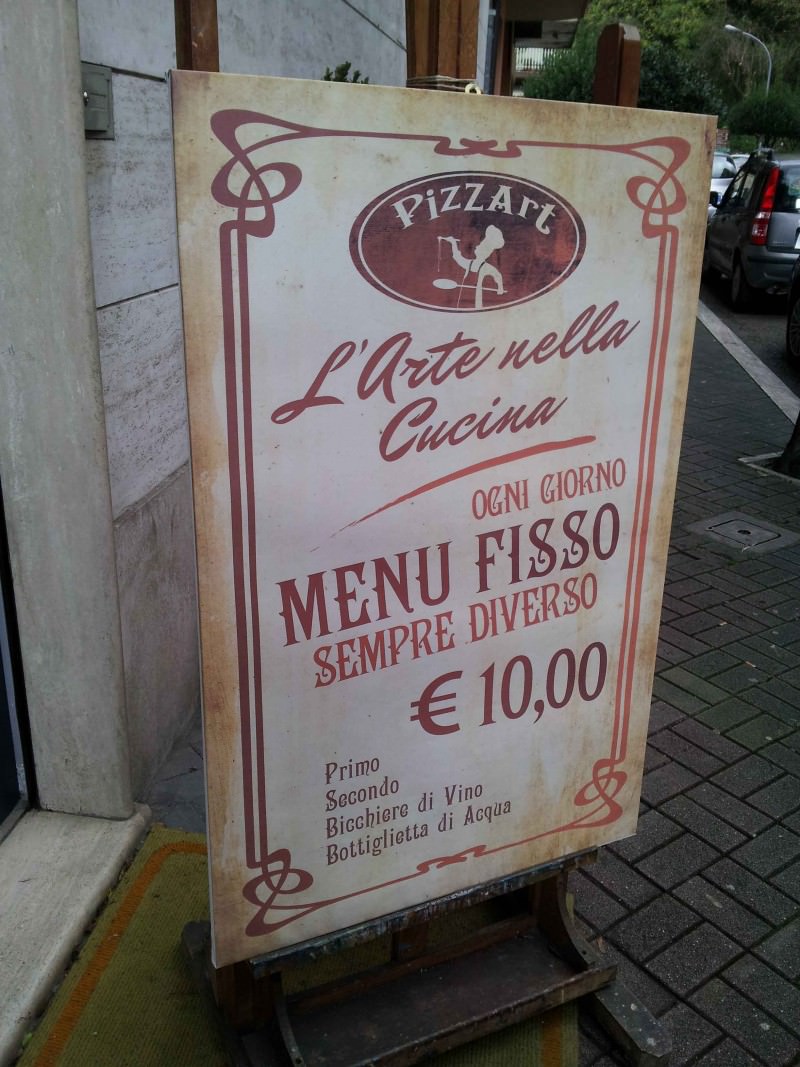 PizzArt
L'Arte nella
Cucina
OGNI GIORNO
MENU FISSO
SEMPRE DIVERSO
€ 10,00
Primo
Secondo
Bicchiere di Vino
Bottiglietta di Acqua